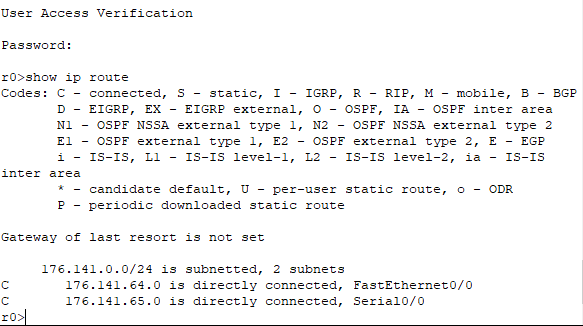 User Access Verification
Password:
r0>show ip route
Codes: C - connected, S - static, I - IGRP, R - RIP, M - mobile, B - BGP
       D - EIGRP, EX - EIGRP external, O - OSPF, IA - OSPF inter area
       N1 - OSPF NSSA external type 1, N2 - OSPF NSSA external type 2
       E1 - OSPF external type 1, E2 - OSPF external type 2, E - EGP
       i - IS-IS, L1 - IS-IS level-1, L2 - IS-IS level-2, ia - IS-IS
inter area
       * - candidate default, U - per-user static route, o - ODR
       P - periodic downloaded static route
Gateway of last resort is not set
     176.141.0.0/24 is subnetted, 2 subnets
C       176.141.64.0 is directly connected, FastEthernet0/0
C       176.141.65.0 is directly connected, Serial0/0
r0>